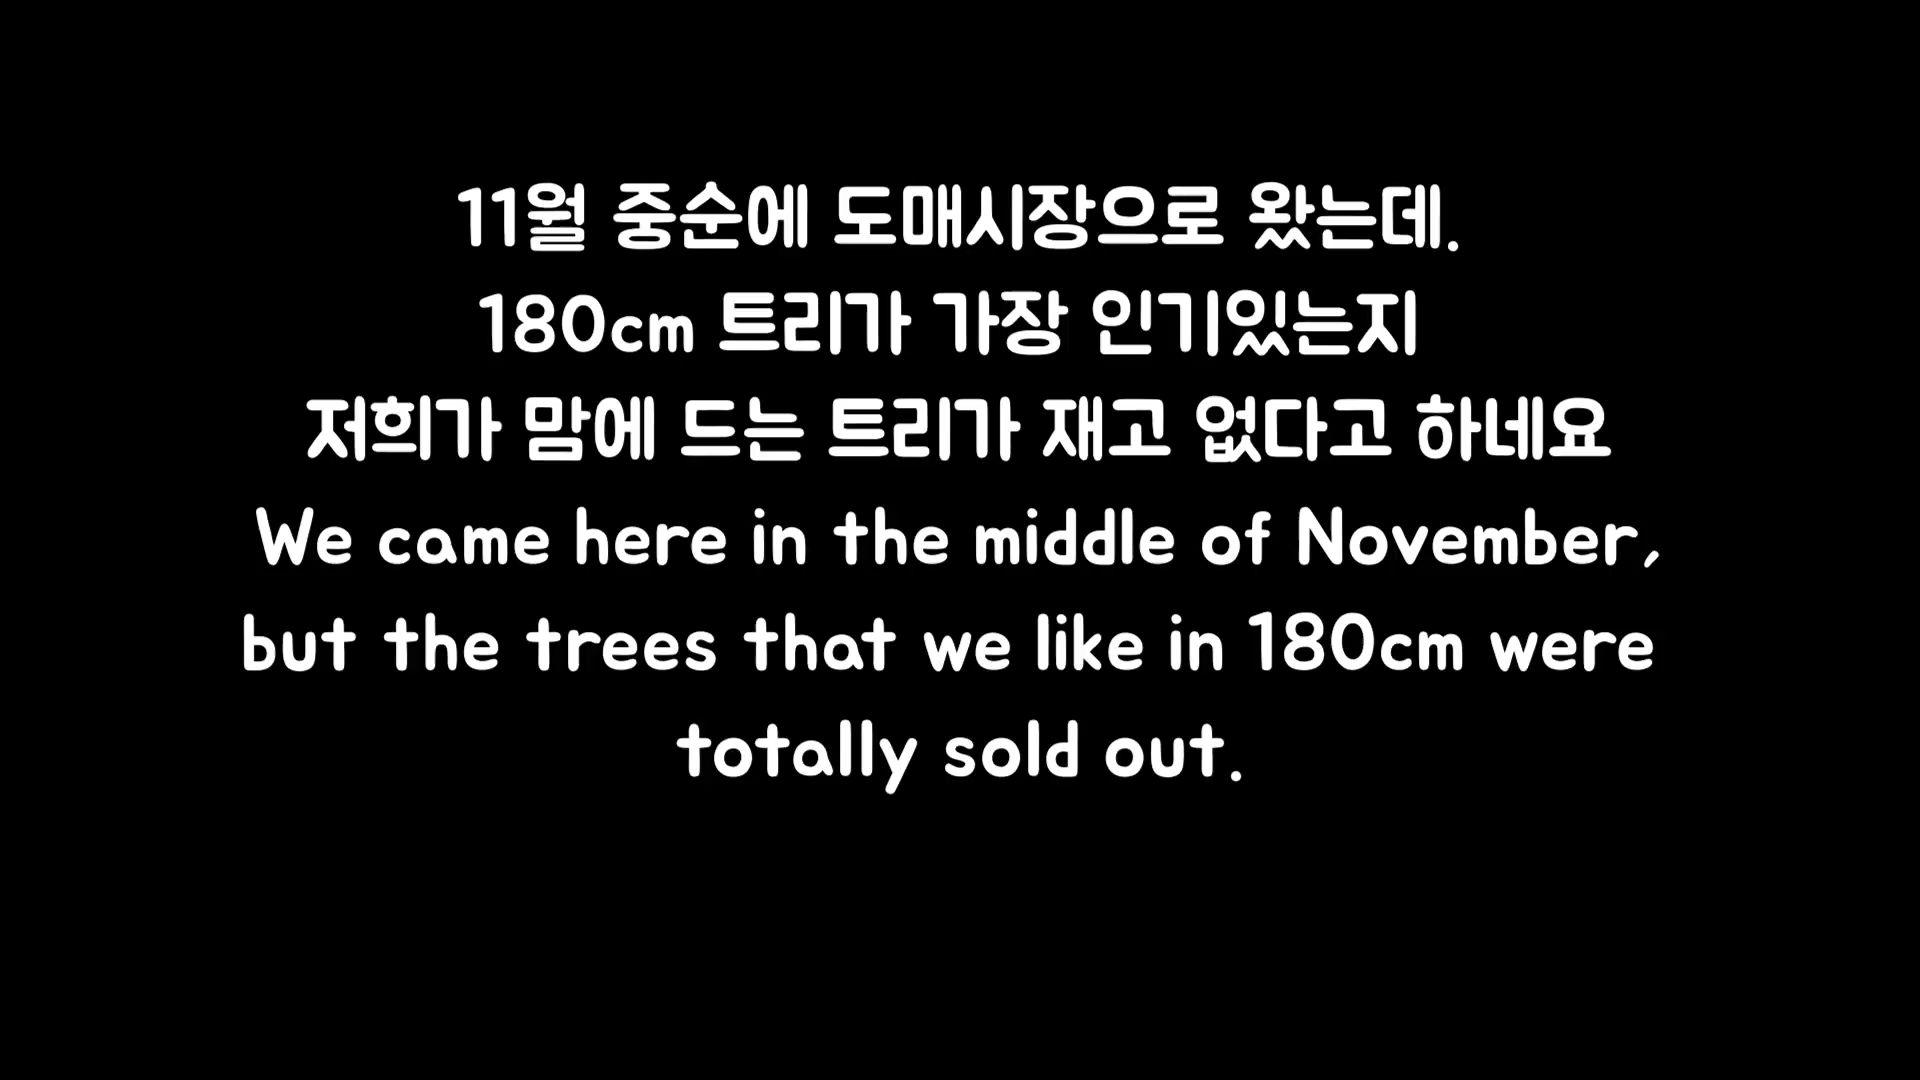 11월 중순에 도매시장으로 왔는데.
180cm 트리가 가장 인기있는지
저희가 맘에 드는 트리가 재고 없다고 하네요
We came here in the middle of November,
but the trees that we like in 180cm were
totally sold out.